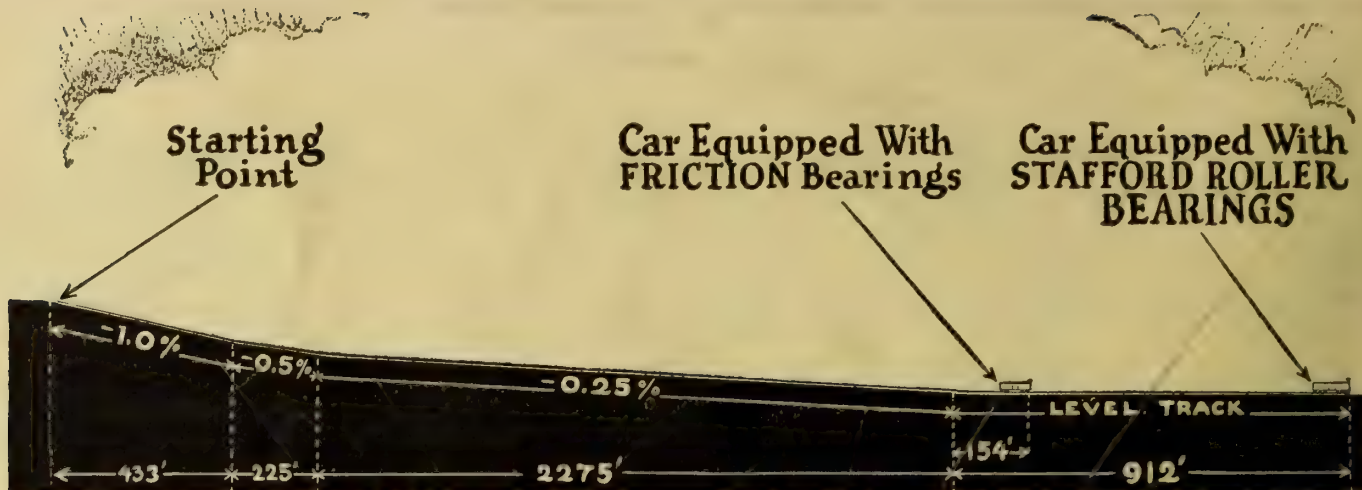 Starting
Point
Car Equipped With
FRICTION Bearings
Car Equipped With
STAFFORD ROLLER
BEARINGS
-1.0%
-0.5%
-0.25%
LEVEL TRACK
154'
433'
225'
2275'
912'